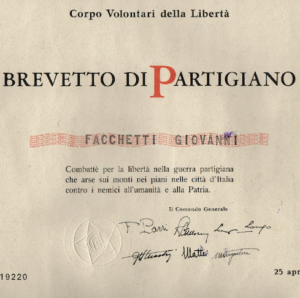 Corpo Volontari della Libertà
BREVETTO DI PARTIGIANO
FACCHETTI GIOVANNI
Combatté per la libertà nella guerra partigiana
che arse sui monti nei piani nelle città d'Italia
contro i nemici all'umanità e alla Patria.
Il Comando Generale
19220
25 apr